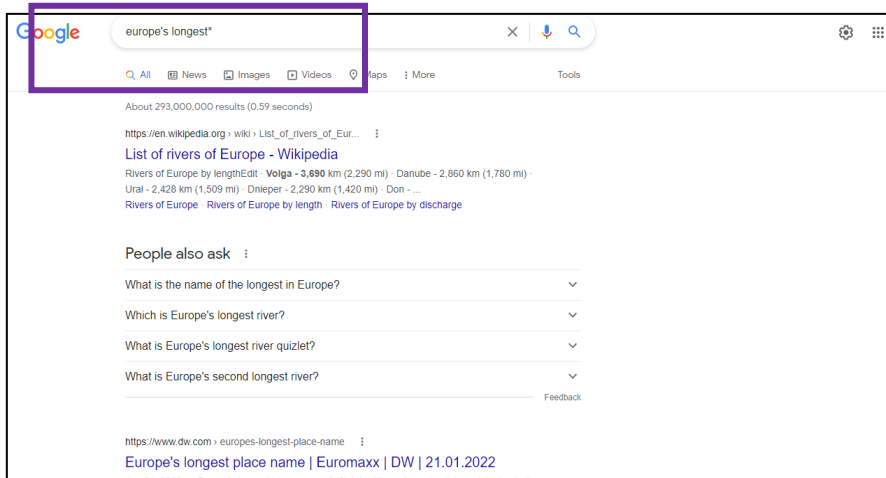 Google
europe's longest"
All News Images Videos Maps More Tools
About 293,000,000 results (0.59 seconds)
https://en.wikipedia.org › wiki › List_of_rivers_of_Eur...
List of rivers of Europe - Wikipedia
Rivers of Europe by lengthEdit · Volga - 3,690 km (2,290 mi) · Danube - 2,860 km (1,780 mi) ·
Ural - 2,428 km (1,509 mi) · Dnieper - 2,290 km (1,420 mi) · Don - ...
Rivers of Europe · Rivers of Europe by length · Rivers of Europe by discharge
People also ask
What is the name of the longest in Europe?
Which is Europe's longest river?
What is Europe's longest river quizlet?
What is Europe's second longest river?
Feedback
https://www.dw.com › europes-longest-place-name
Europe's longest place name | Euromaxx | DW | 21.01.2022